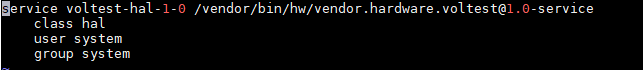 service voltest-hal-1-0 /vendor/bin/hw/vendor.hardware.voltest@1.0-service
    class hal
    user system
    group system
~